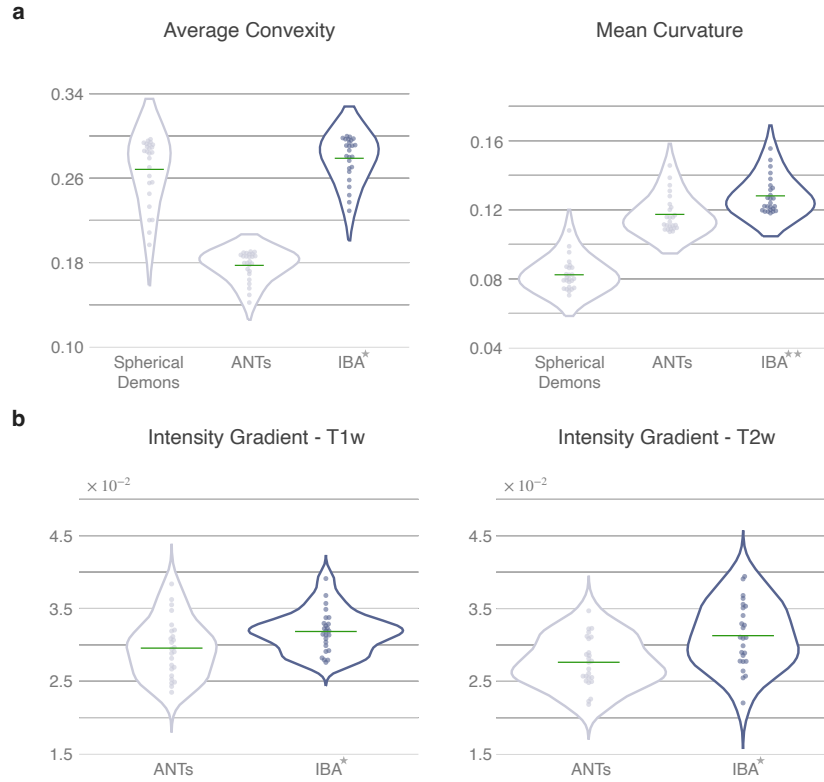 a
Average Convexity
Mean Curvature
0.34
0.26
0.18
0.10
0.16
0.12
0.08
0.04
Spherical
Demons
ANTs
IBA★
Spherical
Demons
ANTs
IBA★★
b
Intensity Gradient - T1w
Intensity Gradient - T2w
× 10⁻²
4.5
3.5
2.5
1.5
× 10⁻²
4.5
3.5
2.5
1.5
ANTs
IBA★
ANTs
IBA★